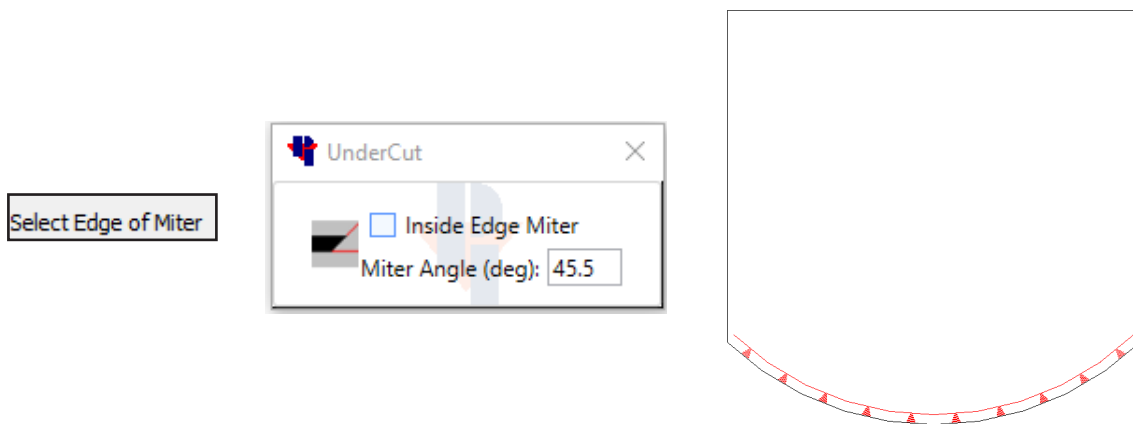 Select Edge of Miter
UnderCut
Inside Edge Miter
Miter Angle (deg): 45.5